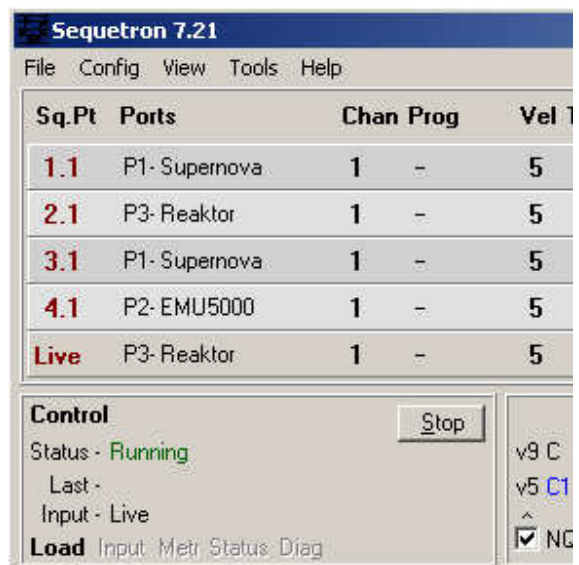 Sequetron 7.21
File Config View Tools Help
Sq.Pt Ports Chan Prog Vel
1.1 P1- Supernova 1 - 5
2.1 P3- Reaktor 1 - 5
3.1 P1- Supernova 1 - 5
4.1 P2- EMU5000 1 - 5
Live P3- Reaktor 1 - 5
Control
Stop
Status - Running
Last -
Input - Live
Load Input Metr Status Diag
v9 C
v5 C1
^
NQ